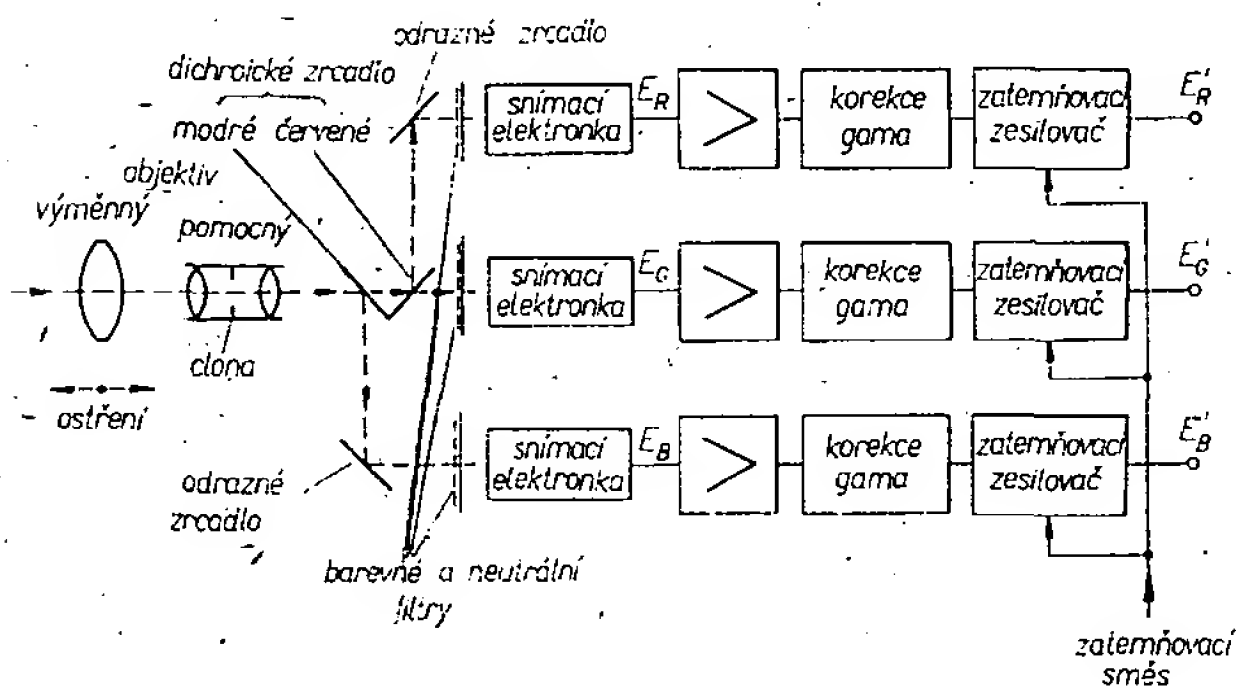 odrazné zrcadlo
dichroické zrcadlo
modré červené
objektiv
výměnný
pomocný
clona
ostření
odrazné
zrcadlo
barevné a neutrální
filtry
snímací
elektronka
E_R
korekce
gama
zatemňovací
zesilovač
E'_R
snímací
elektronka
E_G
korekce
gama
zatemňovací
zesilovač
E'_G
snímací
elektronka
E_B
korekce
gama
zatemňovací
zesilovač
E'_B
zatemňovací
směs